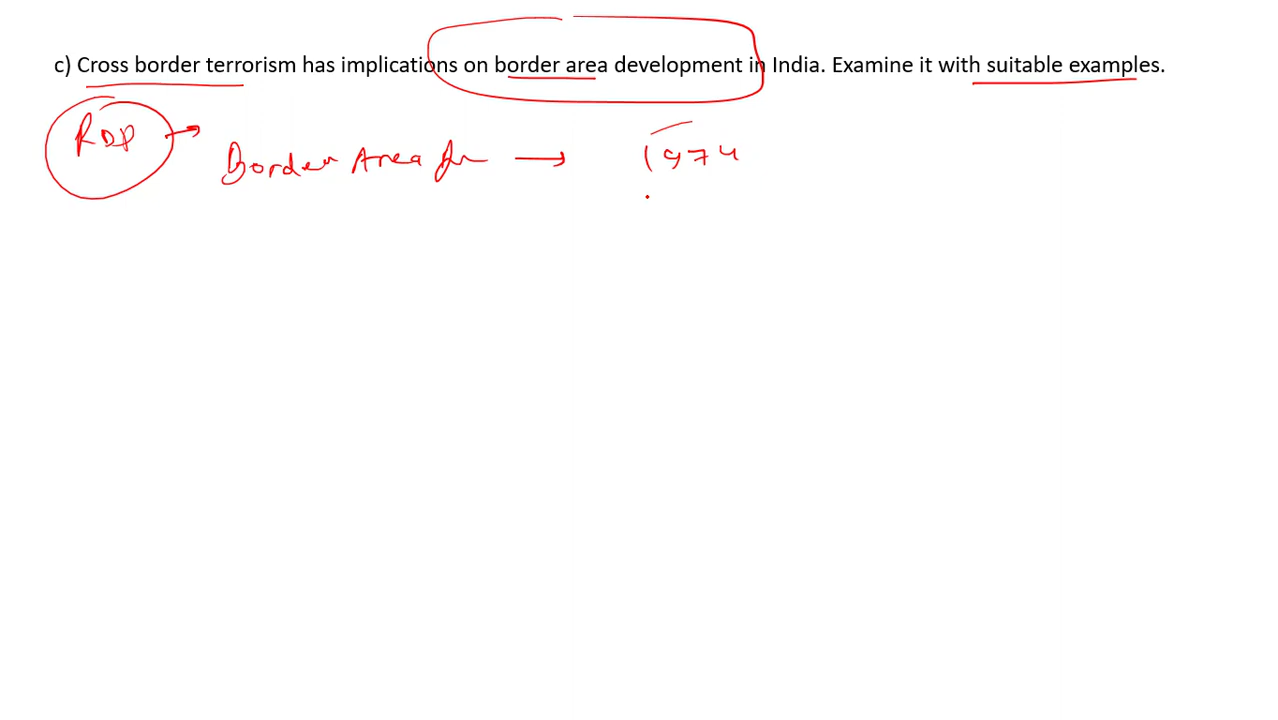 c) Cross border terrorism has implications on border area development in India. Examine it with suitable examples.
RDP
Border Area 1974